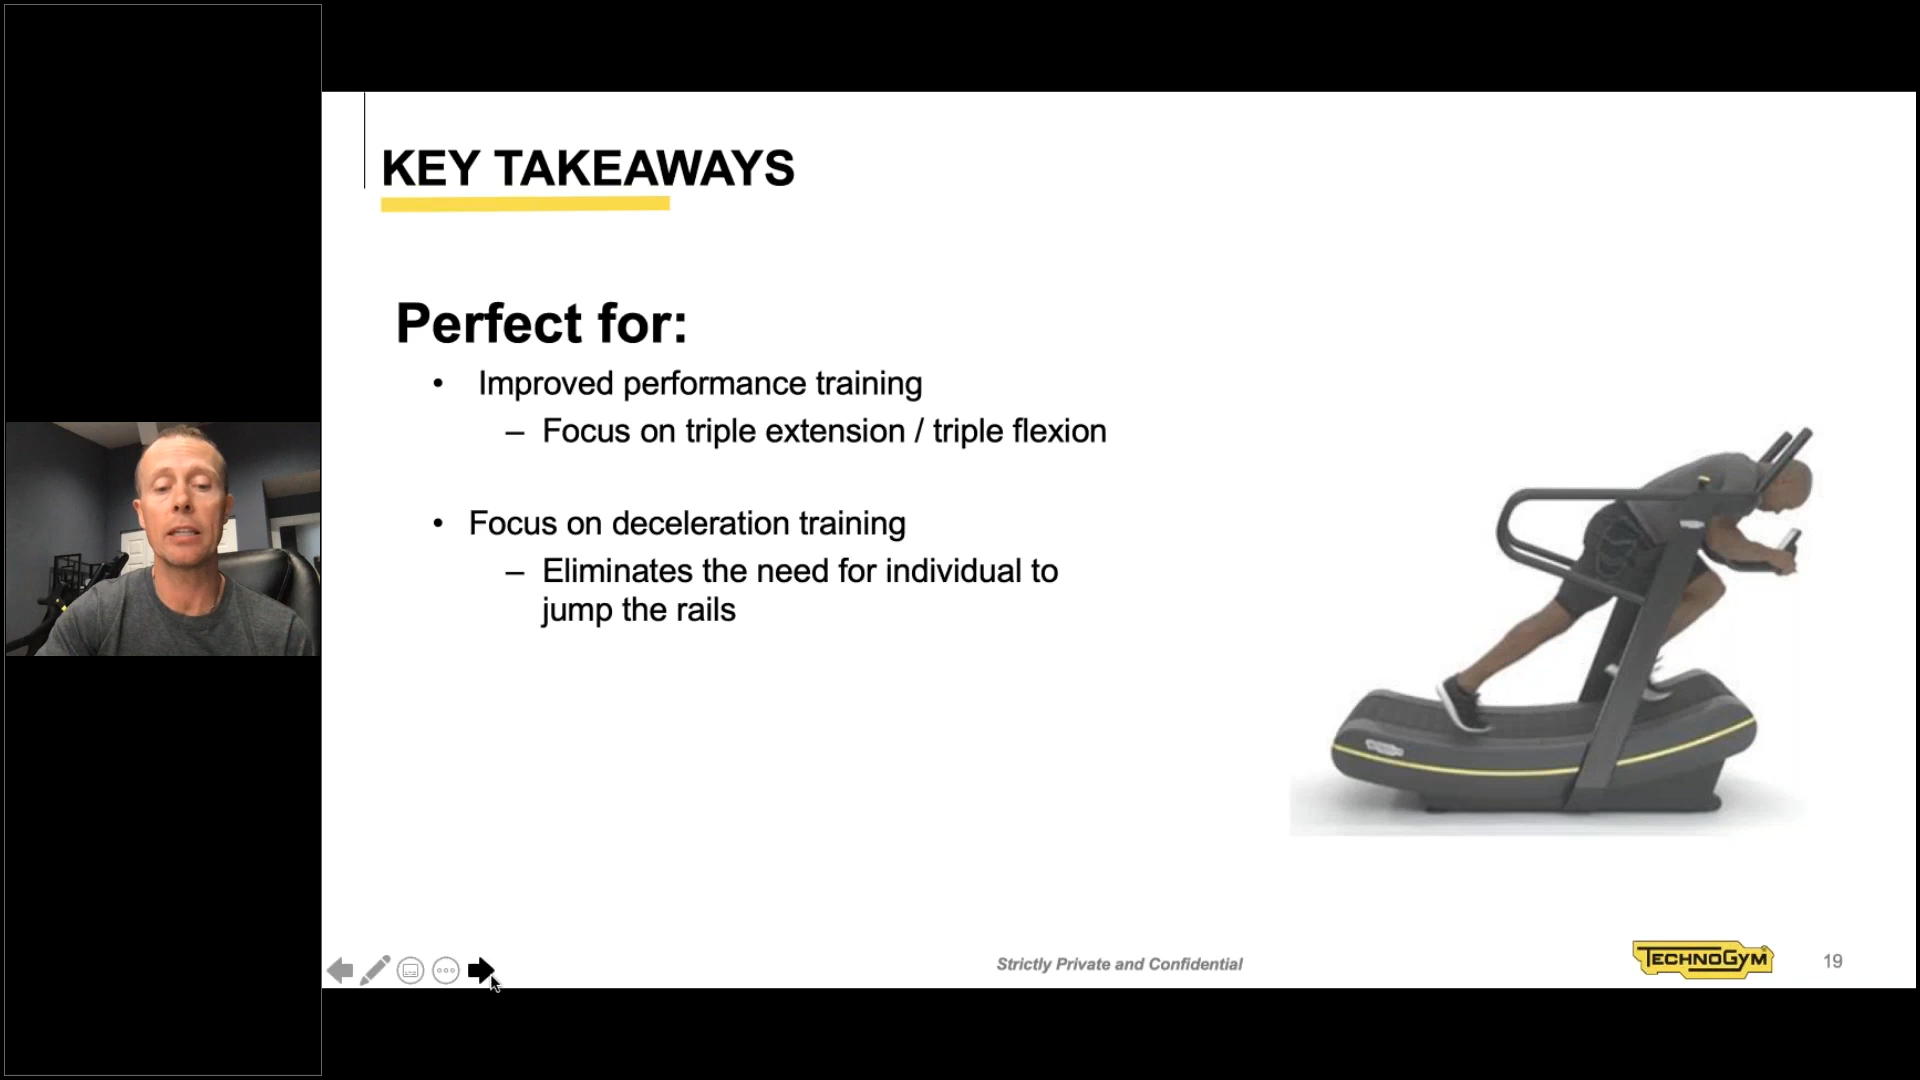 KEY TAKEAWAYS
Perfect for:
• Improved performance training
– Focus on triple extension / triple flexion
• Focus on deceleration training
– Eliminates the need for individual to
jump the rails
Strictly Private and Confidential
TECHNOGYM
19